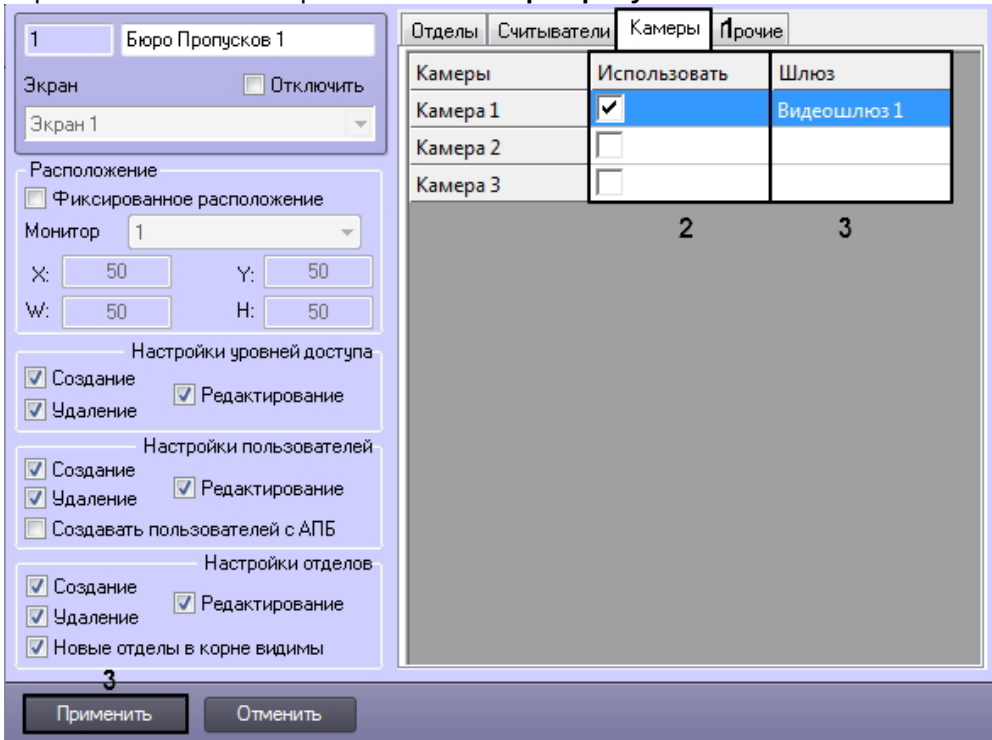 1 Бюро Пропусков 1
Экран Отключить
Экран 1
Расположение
Фиксированное расположение
Монитор 1
X: 50 Y: 50
W: 50 H: 50
Настройки уровней доступа
Создание
Редактирование
Удаление
Настройки пользователей
Создание
Редактирование
Удаление
Создавать пользователей с АПБ
Настройки отделов
Создание
Редактирование
Удаление
Новые отделы в корне видимы
3
Применить Отменить
Отделы Считыватели Камеры 1 Прочие
Камеры Использовать Шлюз
Камера 1 Видеошлюз 1
Камера 2
Камера 3
2 3